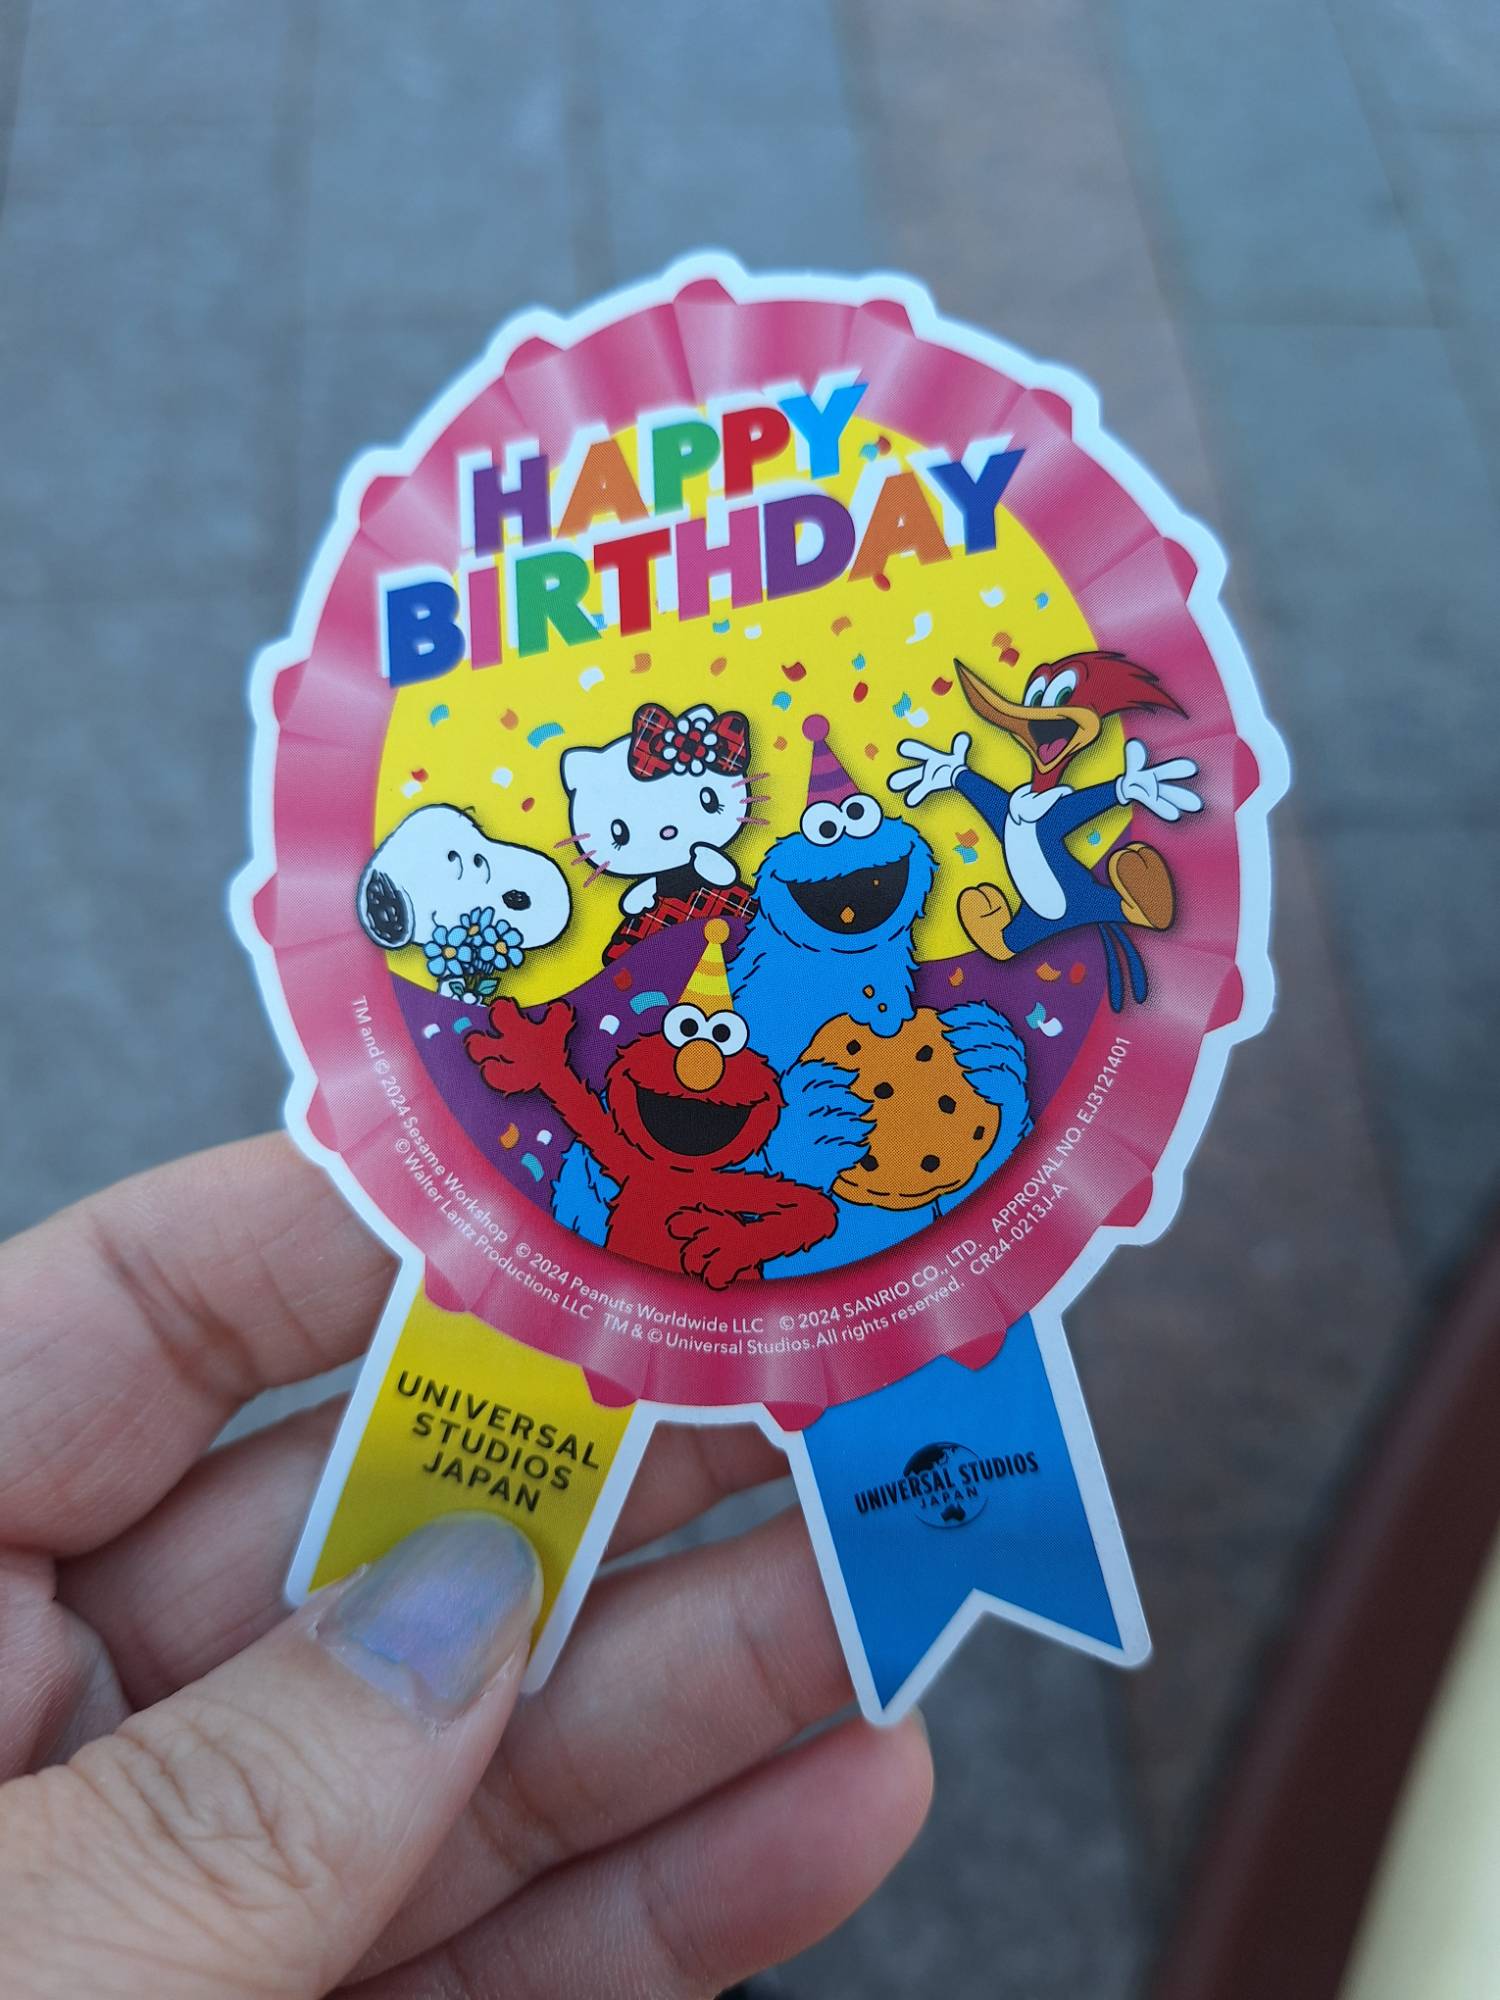 HAPPY
BIRTHDAY
TM and © 2024 Sesame Workshop © 2024 Peanuts Worldwide LLC © 2024 SANRIO CO., LTD. APPROVAL NO. EJ3121401
© Walter Lantz Productions LLC TM & © Universal Studios. All rights reserved. CR24-0213J-A
UNIVERSAL
STUDIOS
JAPAN
UNIVERSAL STUDIOS
JAPAN